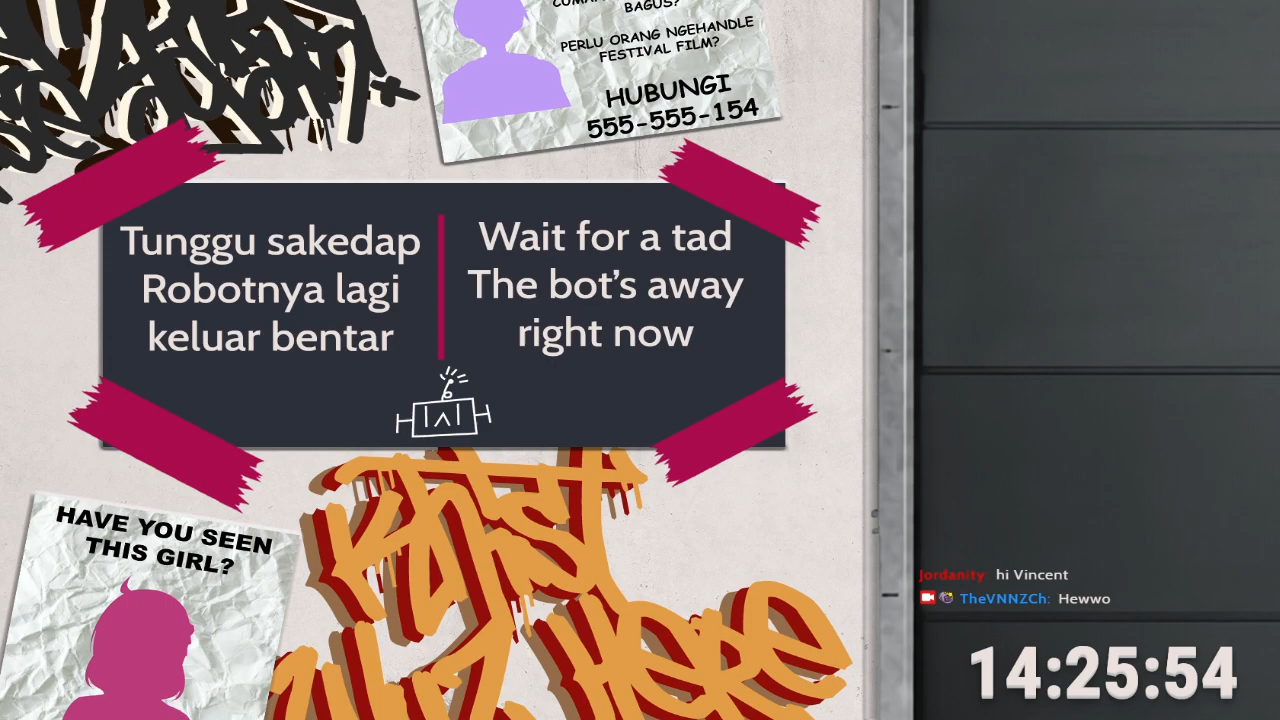 BAGUS?
PERLU ORANG NGEHANDLE
FESTIVAL FILM?
HUBUNGI
555-555-154
Tunggu sakedap
Robotnya lagi
keluar bentar
Wait for a tad
The bot's away
right now
HAVE YOU SEEN
THIS GIRL?
Here
Jordanity: hi Vincent
TheVNNZCh: Hewwo
14:25:54